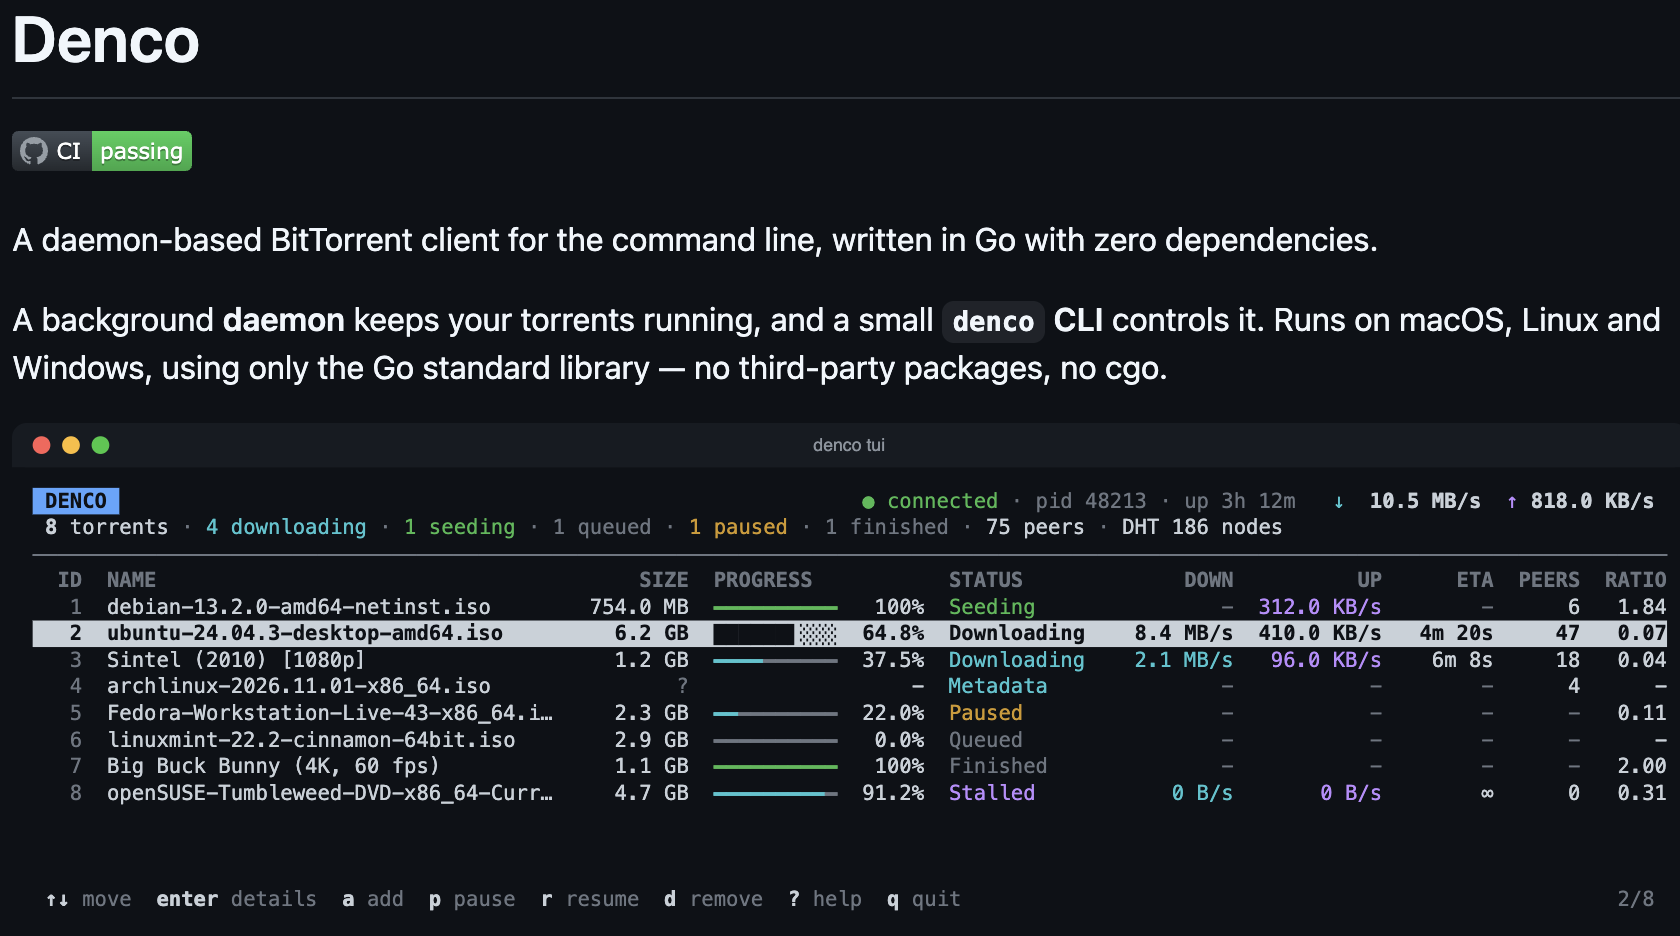 Denco
CI passing
A daemon-based BitTorrent client for the command line, written in Go with zero dependencies.
A background daemon keeps your torrents running, and a small denco CLI controls it. Runs on macOS, Linux and
Windows, using only the Go standard library — no third-party packages, no cgo.
denco tui
DENCO ● connected · pid 48213 · up 3h 12m ↓ 10.5 MB/s ↑ 818.0 KB/s
8 torrents · 4 downloading · 1 seeding · 1 queued · 1 paused · 1 finished · 75 peers · DHT 186 nodes
ID NAME SIZE PROGRESS STATUS DOWN UP ETA PEERS RATIO
1 debian-13.2.0-amd64-netinst.iso 754.0 MB 100% Seeding — 312.0 KB/s — 6 1.84
2 ubuntu-24.04.3-desktop-amd64.iso 6.2 GB 64.8% Downloading 8.4 MB/s 410.0 KB/s 4m 20s 47 0.07
3 Sintel (2010) [1080p] 1.2 GB 37.5% Downloading 2.1 MB/s 96.0 KB/s 6m 8s 18 0.04
4 archlinux-2026.11.01-x86_64.iso ? — Metadata — — — 4 —
5 Fedora-Workstation-Live-43-x86_64.i… 2.3 GB 22.0% Paused — — — — 0.11
6 linuxmint-22.2-cinnamon-64bit.iso 2.9 GB 0.0% Queued — — — — —
7 Big Buck Bunny (4K, 60 fps) 1.1 GB 100% Finished — — — — 2.00
8 openSUSE-Tumbleweed-DVD-x86_64-Curr… 4.7 GB 91.2% Stalled 0 B/s 0 B/s ∞ 0 0.31
↑↓ move enter details a add p pause r resume d remove ? help q quit 2/8